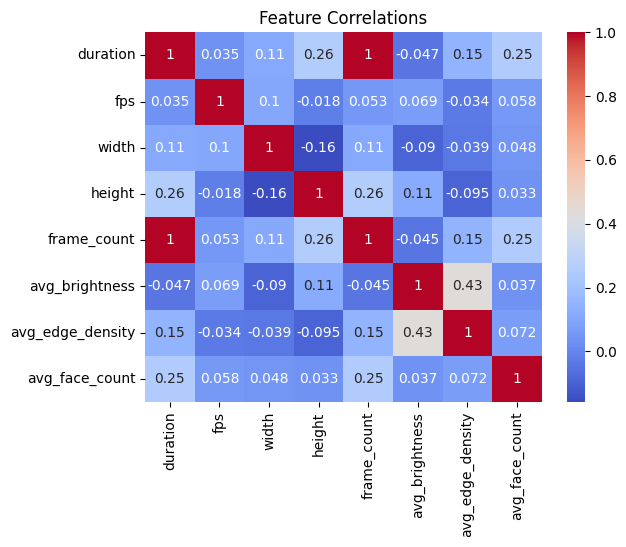 Feature Correlations
duration 1 0.035 0.11 0.26 1 -0.047 0.15 0.25
fps 0.035 1 0.1 -0.018 0.053 0.069 -0.034 0.058
width 0.11 0.1 1 -0.16 0.11 -0.09 -0.039 0.048
height 0.26 -0.018 -0.16 1 0.26 0.11 -0.095 0.033
frame_count 1 0.053 0.11 0.26 1 -0.045 0.15 0.25
avg_brightness -0.047 0.069 -0.09 0.11 -0.045 1 0.43 0.037
avg_edge_density 0.15 -0.034 -0.039 -0.095 0.15 0.43 1 0.072
avg_face_count 0.25 0.058 0.048 0.033 0.25 0.037 0.072 1
duration
fps
width
height
frame_count
avg_brightness
avg_edge_density
avg_face_count
1.0
0.8
0.6
0.4
0.2
0.0